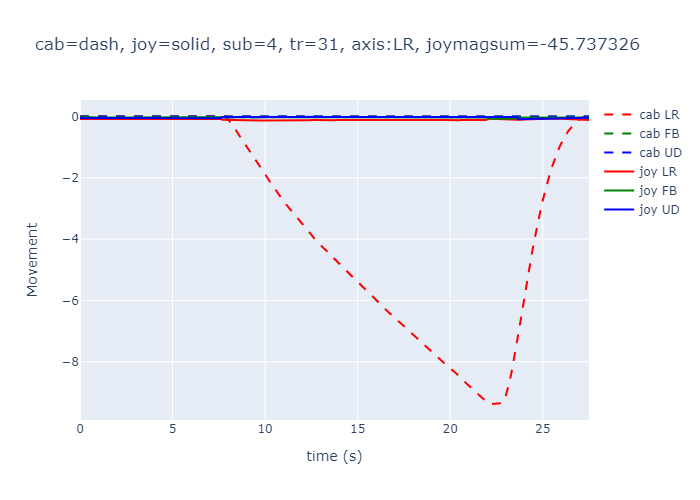 cab=dash, joy=solid, sub=4, tr=31, axis:LR, joymagsum=-45.737326
0
−2
−4
−6
−8
Movement
0
5
10
15
20
25
time (s)
cab LR
cab FB
cab UD
joy LR
joy FB
joy UD